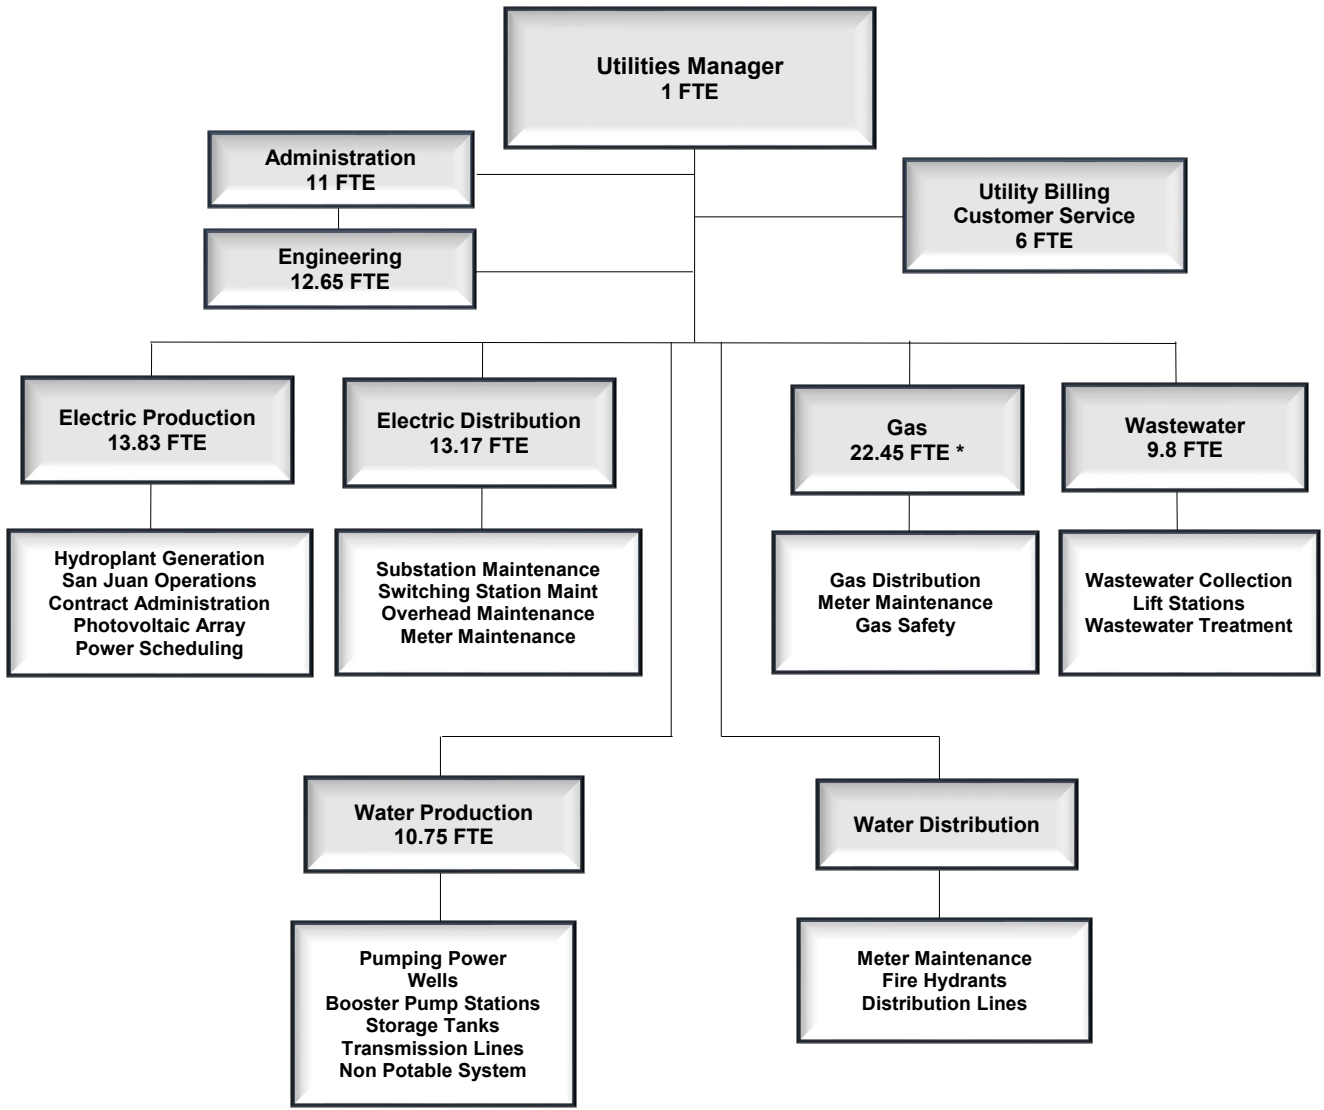 Utilities Manager
1 FTE
Administration
11 FTE
Utility Billing
Customer Service
6 FTE
Engineering
12.65 FTE
Electric Production
13.83 FTE
Electric Distribution
13.17 FTE
Gas
22.45 FTE *
Wastewater
9.8 FTE
Hydroplant Generation
San Juan Operations
Contract Administration
Photovoltaic Array
Power Scheduling
Substation Maintenance
Switching Station Maint
Overhead Maintenance
Meter Maintenance
Gas Distribution
Meter Maintenance
Gas Safety
Wastewater Collection
Lift Stations
Wastewater Treatment
Water Production
10.75 FTE
Water Distribution
Pumping Power
Wells
Booster Pump Stations
Storage Tanks
Transmission Lines
Non Potable System
Meter Maintenance
Fire Hydrants
Distribution Lines